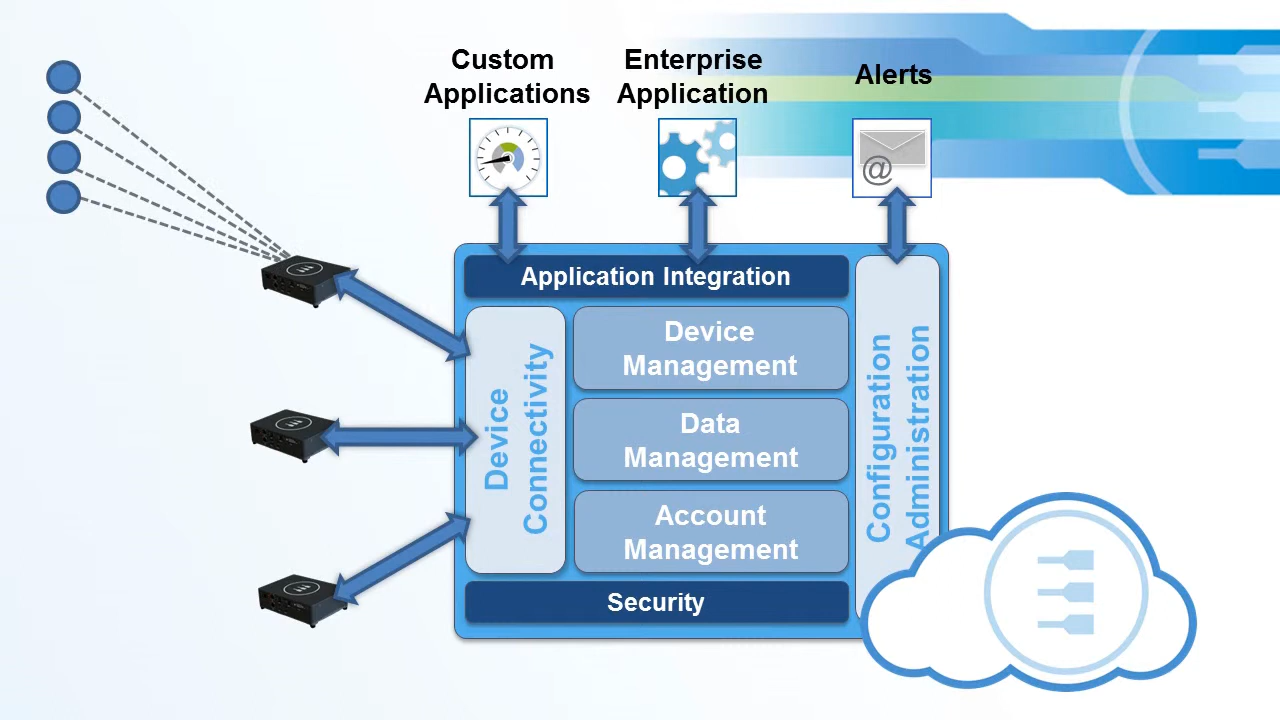 Custom
Applications
Enterprise
Application
Alerts
@
Application Integration
Device
Connectivity
Device
Management
Data
Management
Account
Management
Configuration
Administration
Security